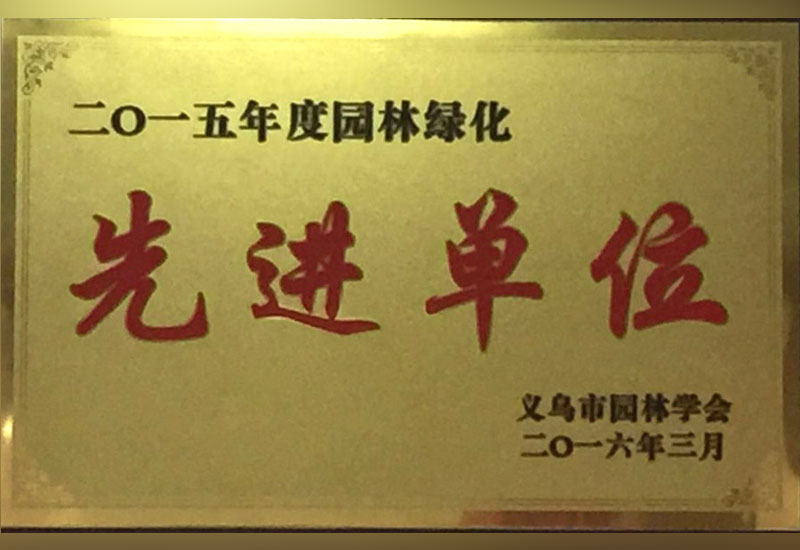 二〇一五年度园林绿化
先进单位
义乌市园林学会
二〇一六年三月